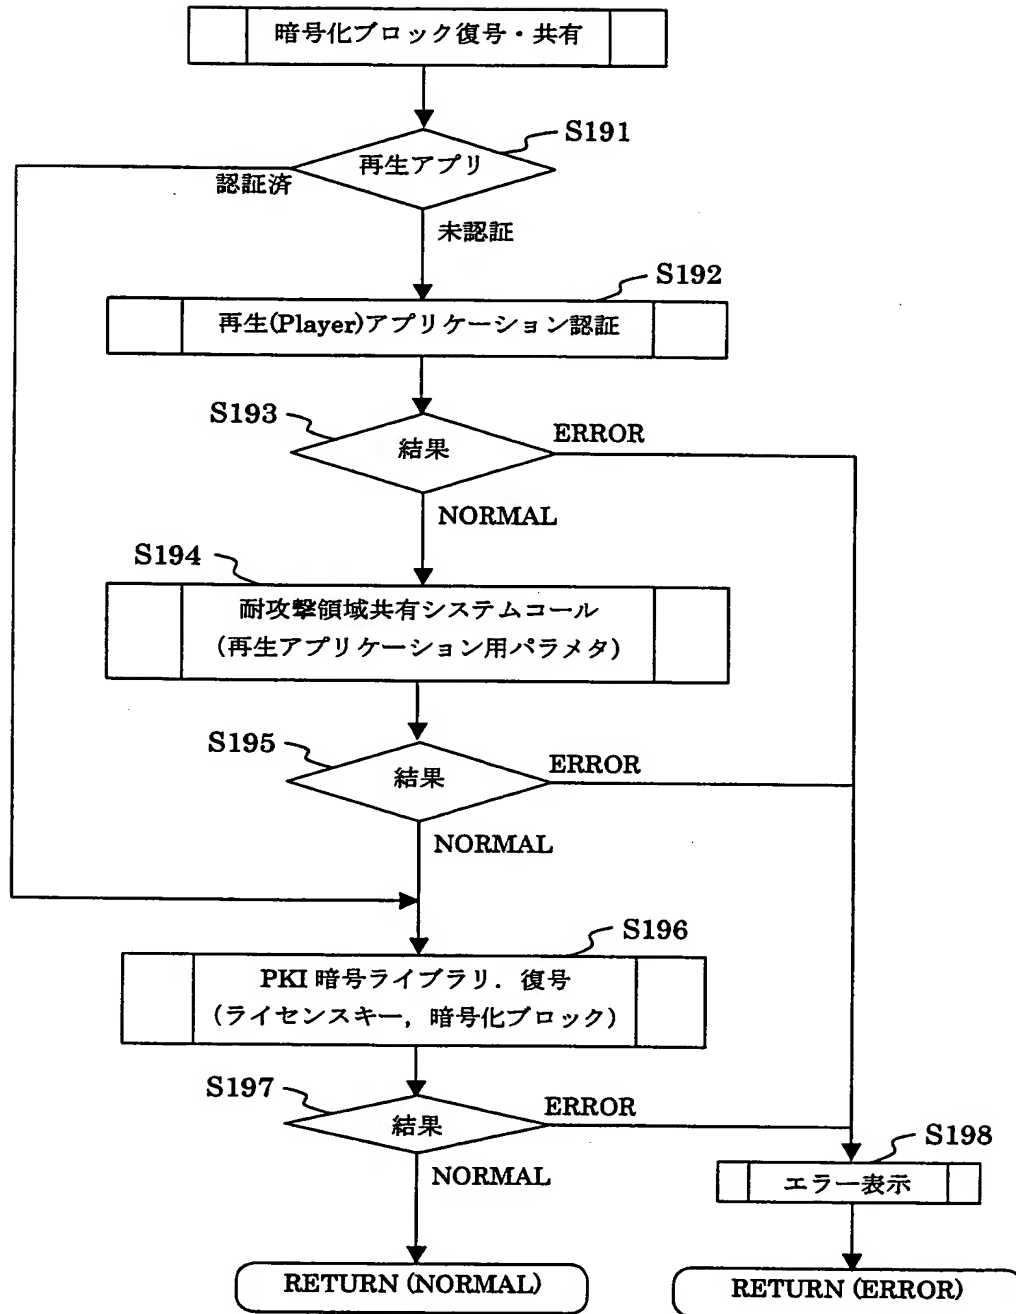 暗号化ブロック復号・共有
S191
再生アプリ
認証済
未認証
S192
再生(Player)アプリケーション認証
S193
結果
ERROR
NORMAL
S194
耐攻撃領域共有システムコール
(再生アプリケーション用パラメタ)
S195
結果
ERROR
NORMAL
S196
PKI 暗号ライブラリ．復号
(ライセンスキー，暗号化ブロック)
S197
結果
ERROR
NORMAL
S198
エラー表示
RETURN (NORMAL)
RETURN (ERROR)